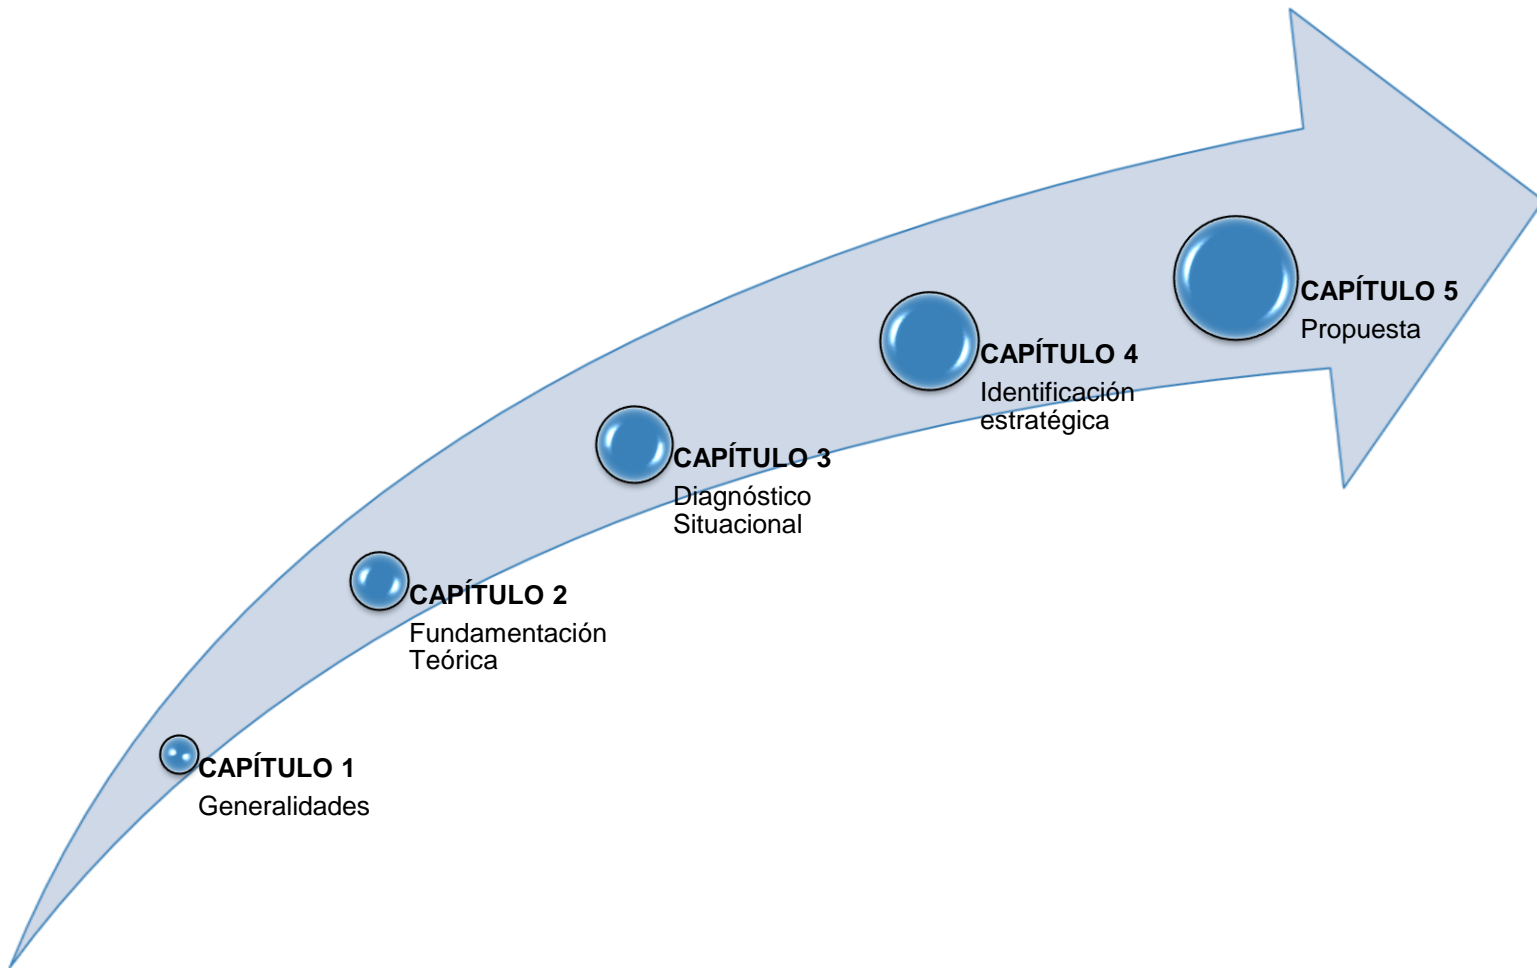 CAPÍTULO 1
Generalidades
CAPÍTULO 2
Fundamentación
Teórica
CAPÍTULO 3
Diagnóstico
Situacional
CAPÍTULO 4
Identificación
estratégica
CAPÍTULO 5
Propuesta